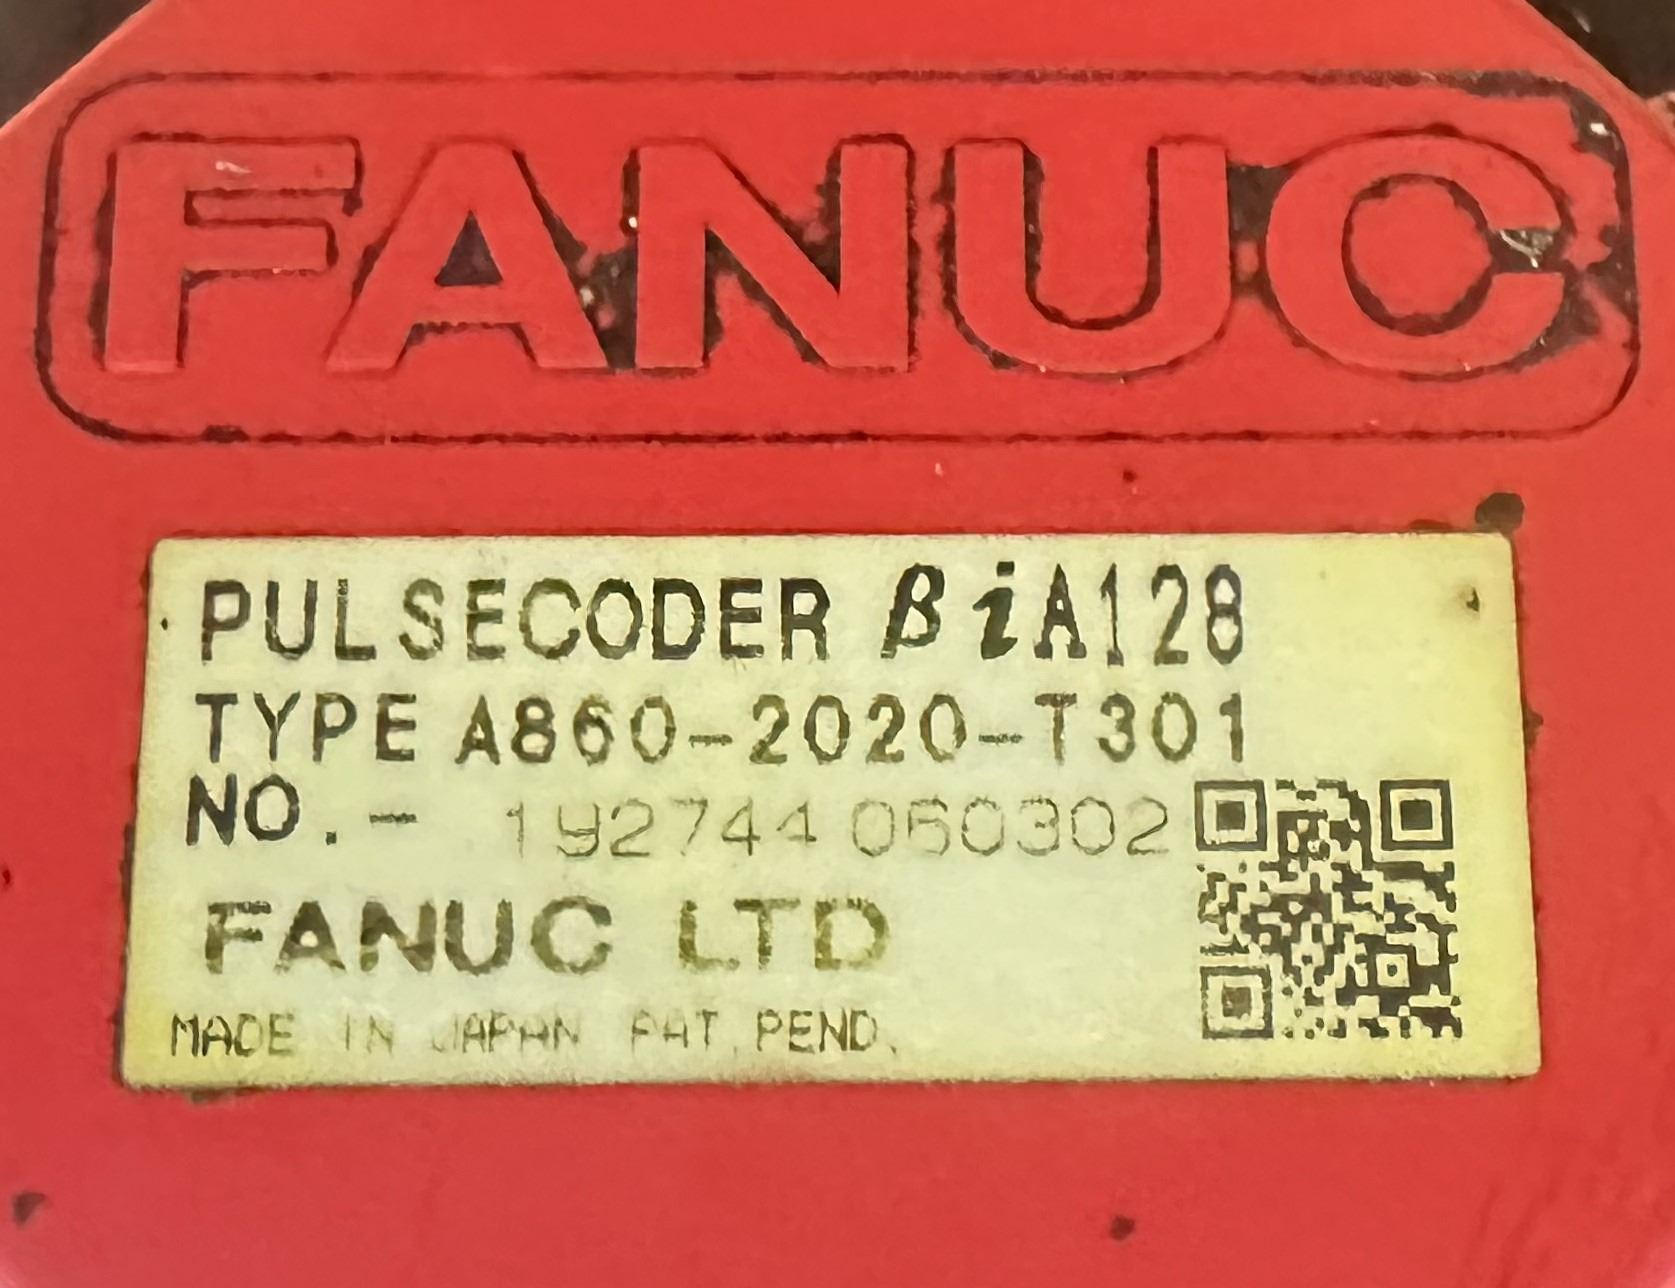 FANUC
PULSECODER βiA128
TYPE A860-2020-T301
NO.- 192744 060302
FANUC LTD
MADE IN JAPAN PAT. PEND.